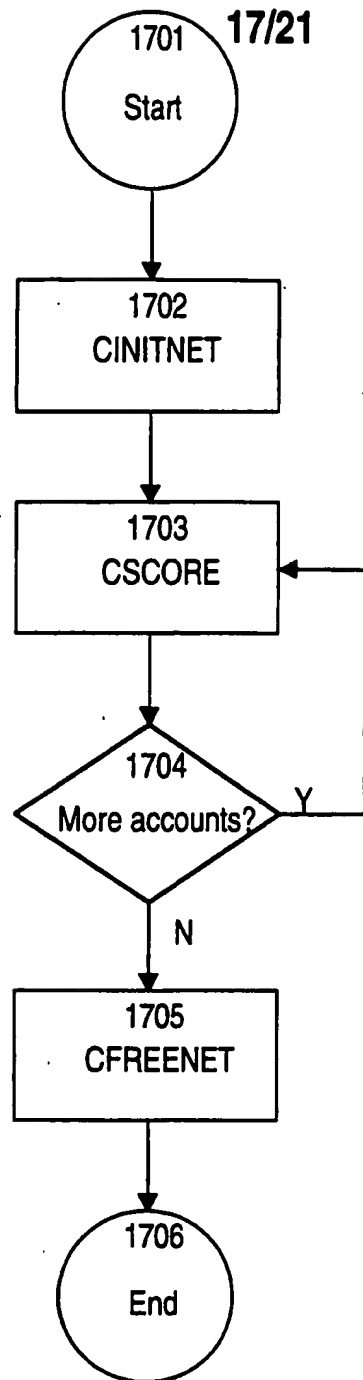 17/21
1701
Start
1702
CINITNET
1703
CSCORE
1704
More accounts?
Y
N
1705
CFREENET
1706
End